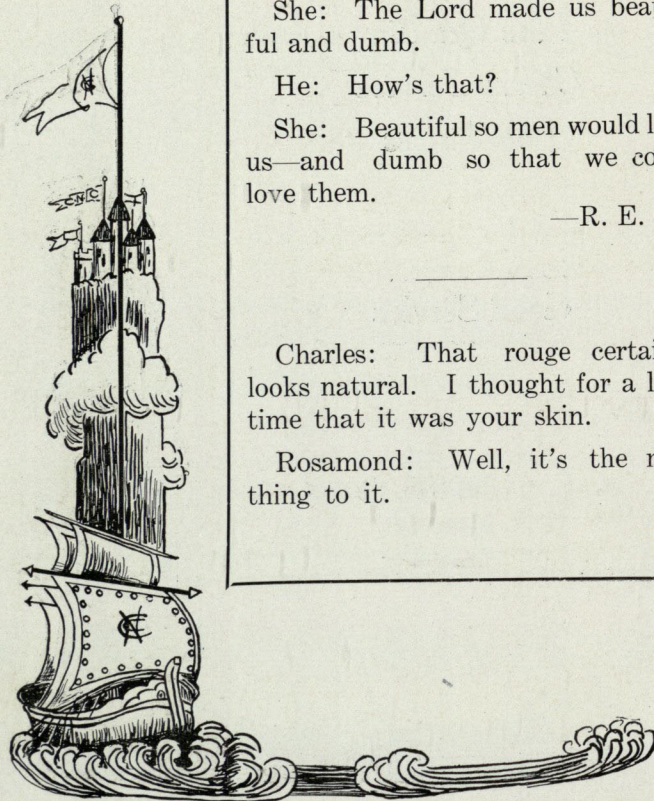 She: The Lord made us beau
ful and dumb.
He: How's that?
She: Beautiful so men would l
us—and dumb so that we co
love them.
—R. E.
Charles: That rouge certai
looks natural. I thought for a l
time that it was your skin.
Rosamond: Well, it's the n
thing to it.
CNC